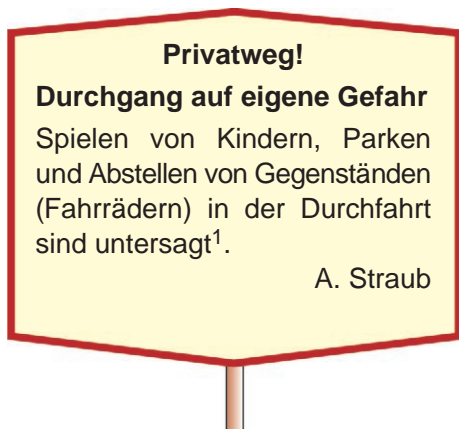 Privatweg!
Durchgang auf eigene Gefahr
Spielen von Kindern, Parken
und Abstellen von Gegenständen
(Fahrrädern) in der Durchfahrt
sind untersagt¹.
A. Straub